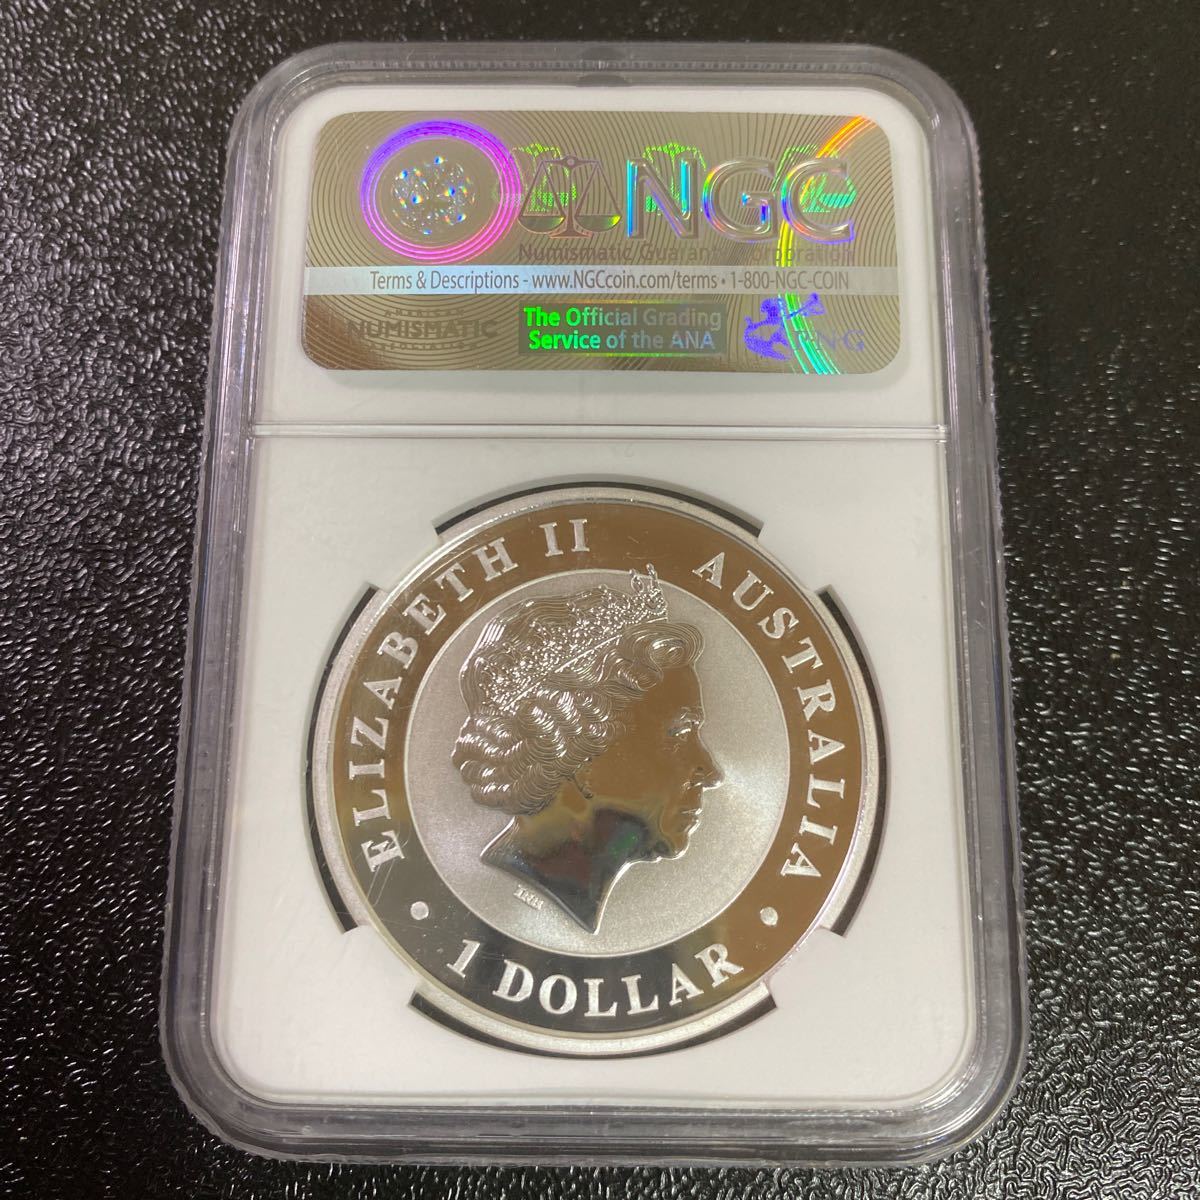 NGC
Numismatic Guaranty Corporation
Terms & Descriptions - www.NGCcoin.com/terms • 1-800-NGC-COIN
NUMISMATIC
The Official Grading
Service of the ANA
ELIZABETH II AUSTRALIA
1 DOLLAR